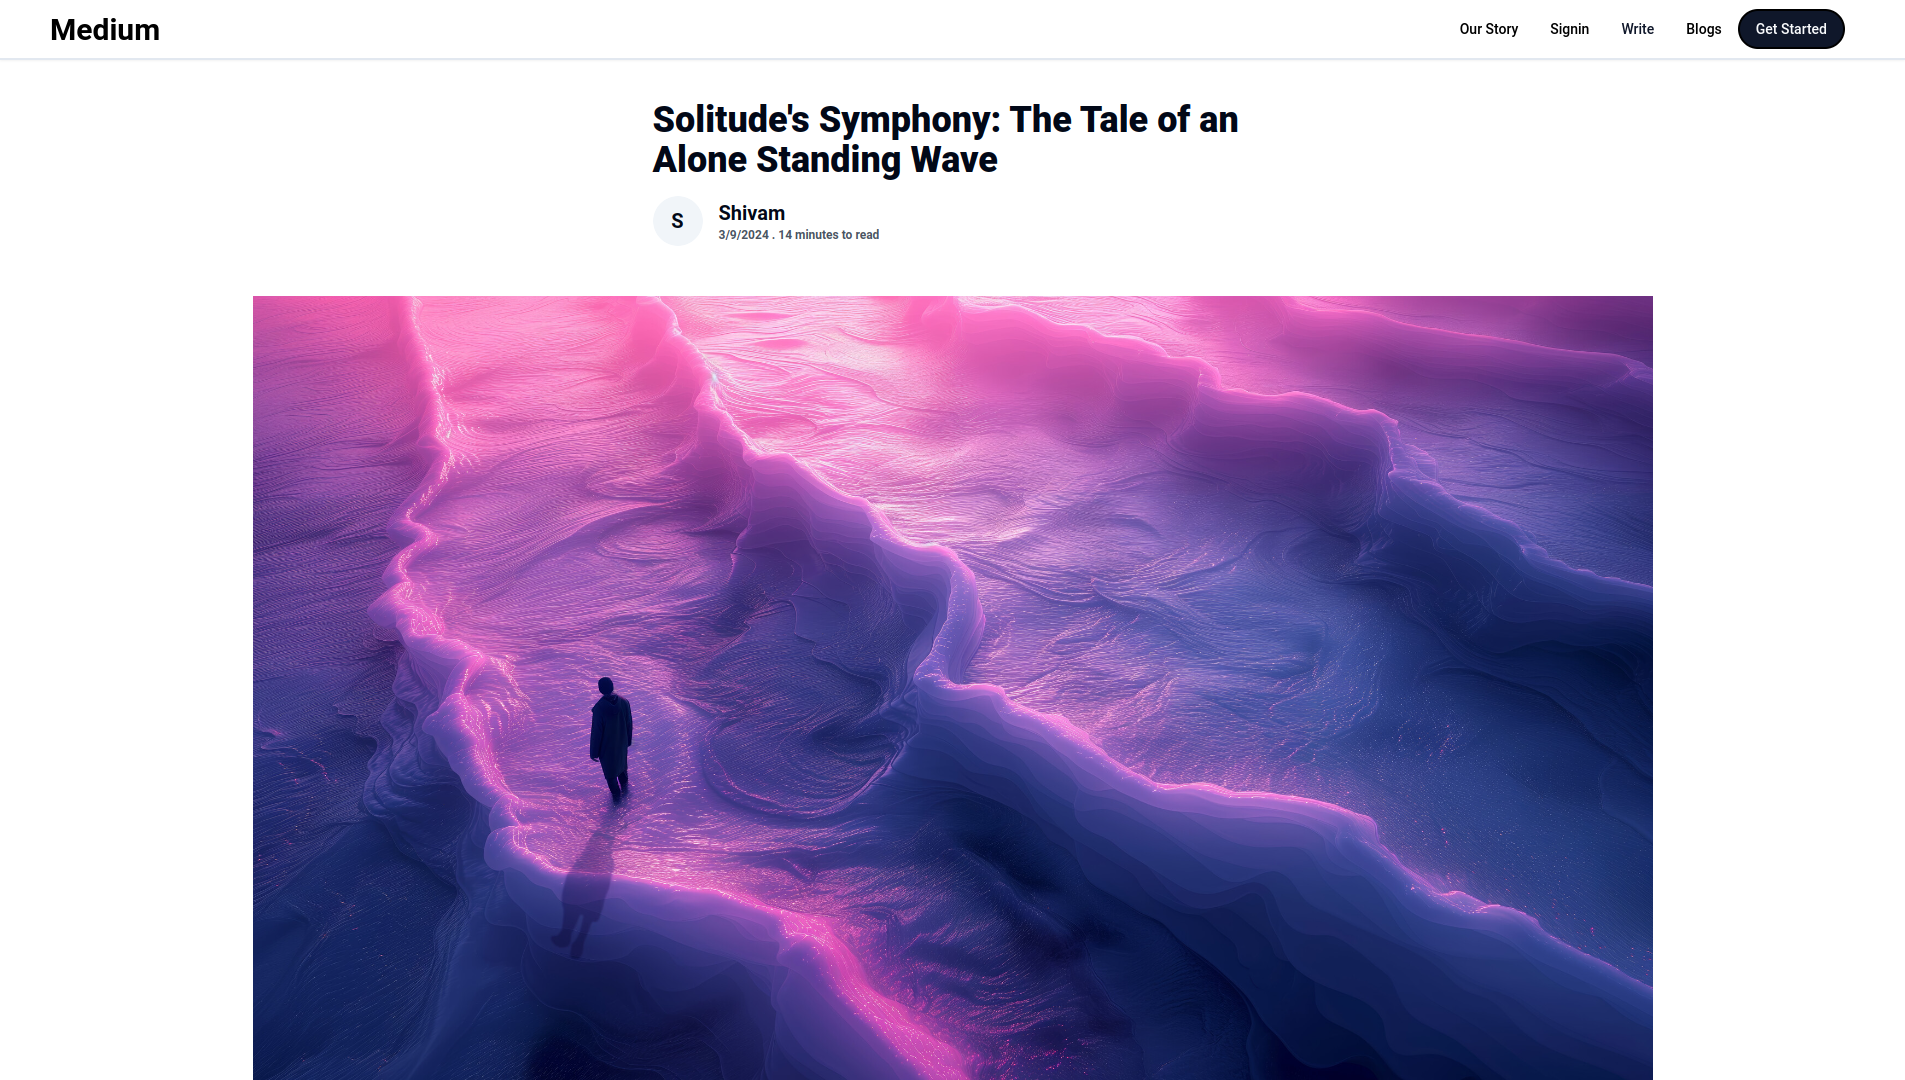 Medium
Our Story Signin Write Blogs Get Started
Solitude's Symphony: The Tale of an
Alone Standing Wave
S
Shivam
3/9/2024 . 14 minutes to read